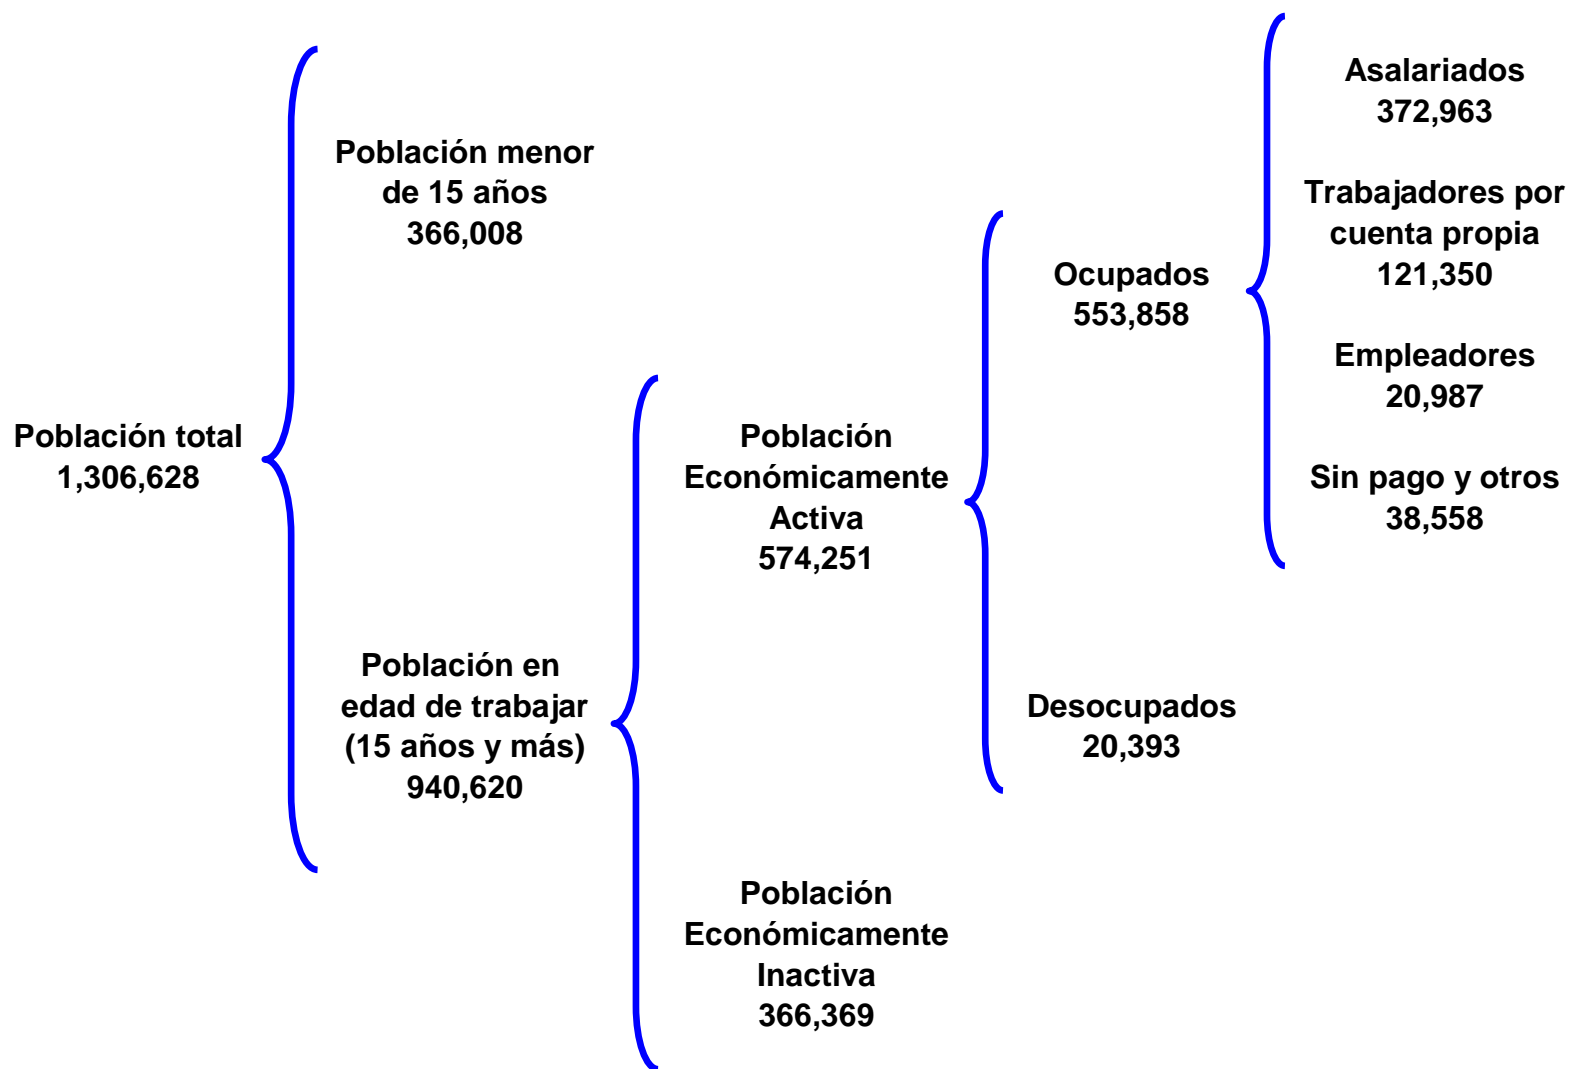 Población total
1,306,628
Población menor
de 15 años
366,008
Población en
edad de trabajar
(15 años y más)
940,620
Población
Económicamente
Activa
574,251
Población
Económicamente
Inactiva
366,369
Ocupados
553,858
Desocupados
20,393
Asalariados
372,963
Trabajadores por
cuenta propia
121,350
Empleadores
20,987
Sin pago y otros
38,558